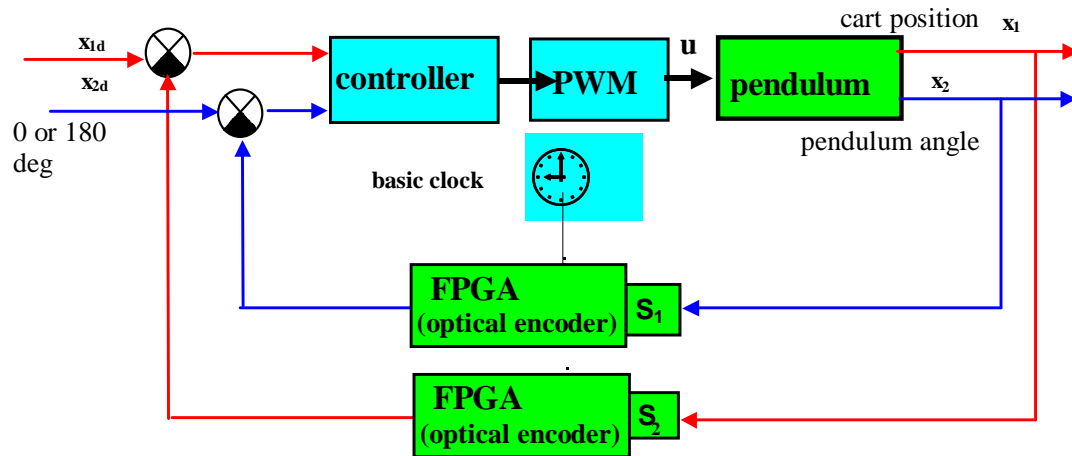 cart position x₁
x₁d
u
controller
PWM
pendulum
x₂d
x₂
0 or 180
deg
pendulum angle
basic clock
FPGA
(optical encoder)
S₁
FPGA
(optical encoder)
S₂